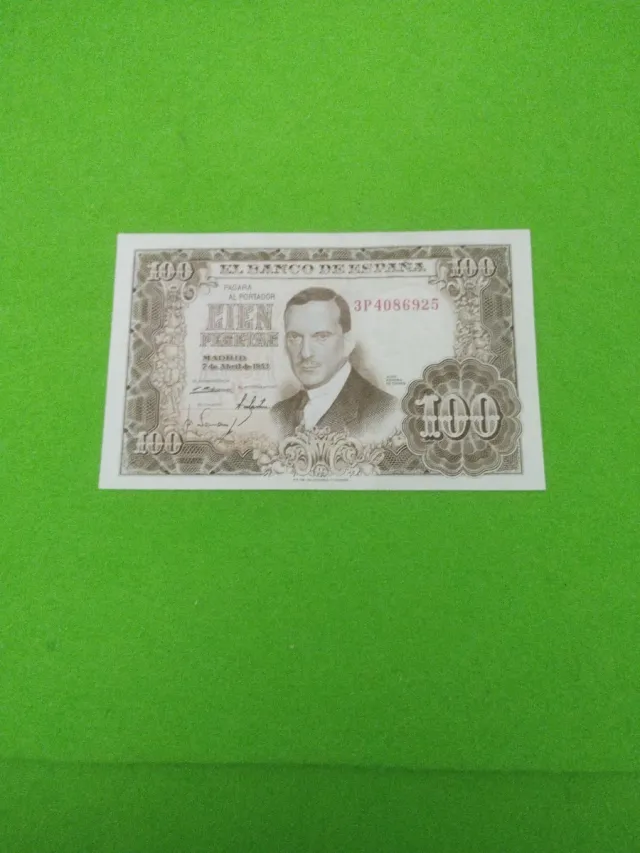 100
EL BANCO DE ESPAÑA
100
PAGARA
AL PORTADOR
3P4086925
CIEN
PESETAS
MADRID
7 de Abril de 1953
100
100